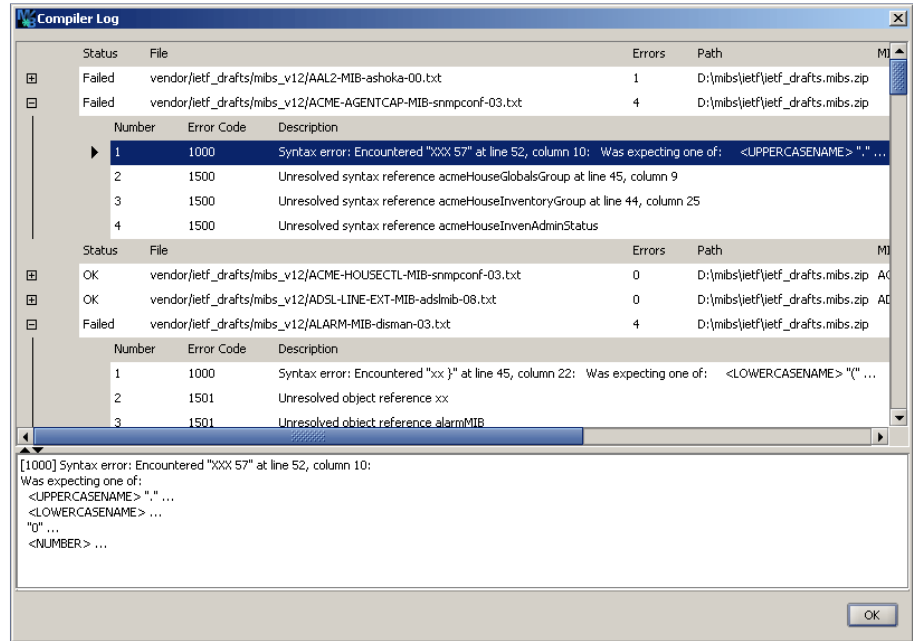 Compiler Log
Status File Errors Path MI
Failed vendor/ietf_drafts/mibs_v12/AAL2-MIB-ashoka-00.txt 1 D:\mibs\ietf\ietf_drafts.mibs.zip
Failed vendor/ietf_drafts/mibs_v12/ACME-AGENTCAP-MIB-snmpconf-03.txt 4 D:\mibs\ietf\ietf_drafts.mibs.zip
Number Error Code Description
1 1000 Syntax error: Encountered "XXX 57" at line 52, column 10: Was expecting one of: <UPPERCASENAME> "." ...
2 1500 Unresolved syntax reference acmeHouseGlobalsGroup at line 45, column 9
3 1500 Unresolved syntax reference acmeHouseInventoryGroup at line 44, column 25
4 1500 Unresolved syntax reference acmeHouseInvenAdminStatus
Status File Errors Path MI
OK vendor/ietf_drafts/mibs_v12/ACME-HOUSECTL-MIB-snmpconf-03.txt 0 D:\mibs\ietf\ietf_drafts.mibs.zip AC
OK vendor/ietf_drafts/mibs_v12/ADSL-LINE-EXT-MIB-adslmib-08.txt 0 D:\mibs\ietf\ietf_drafts.mibs.zip AD
Failed vendor/ietf_drafts/mibs_v12/ALARM-MIB-disman-03.txt 4 D:\mibs\ietf\ietf_drafts.mibs.zip
Number Error Code Description
1 1000 Syntax error: Encountered "xx }" at line 45, column 22: Was expecting one of: <LOWERCASENAME> "(" ...
2 1501 Unresolved object reference xx
3 1501 Unresolved object reference alarmMIB
[1000] Syntax error: Encountered "XXX 57" at line 52, column 10:
Was expecting one of:
<UPPERCASENAME> "." ...
<LOWERCASENAME> ...
"0" ...
<NUMBER> ...
OK